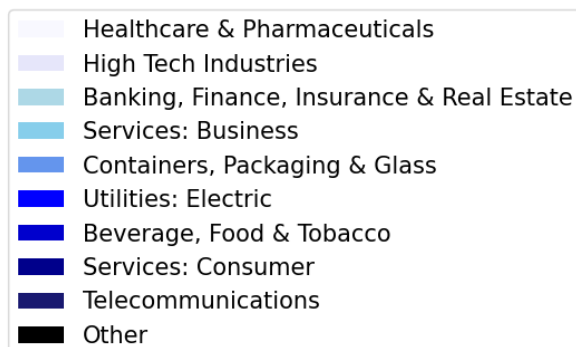 Healthcare & Pharmaceuticals
High Tech Industries
Banking, Finance, Insurance & Real Estate
Services: Business
Containers, Packaging & Glass
Utilities: Electric
Beverage, Food & Tobacco
Services: Consumer
Telecommunications
Other